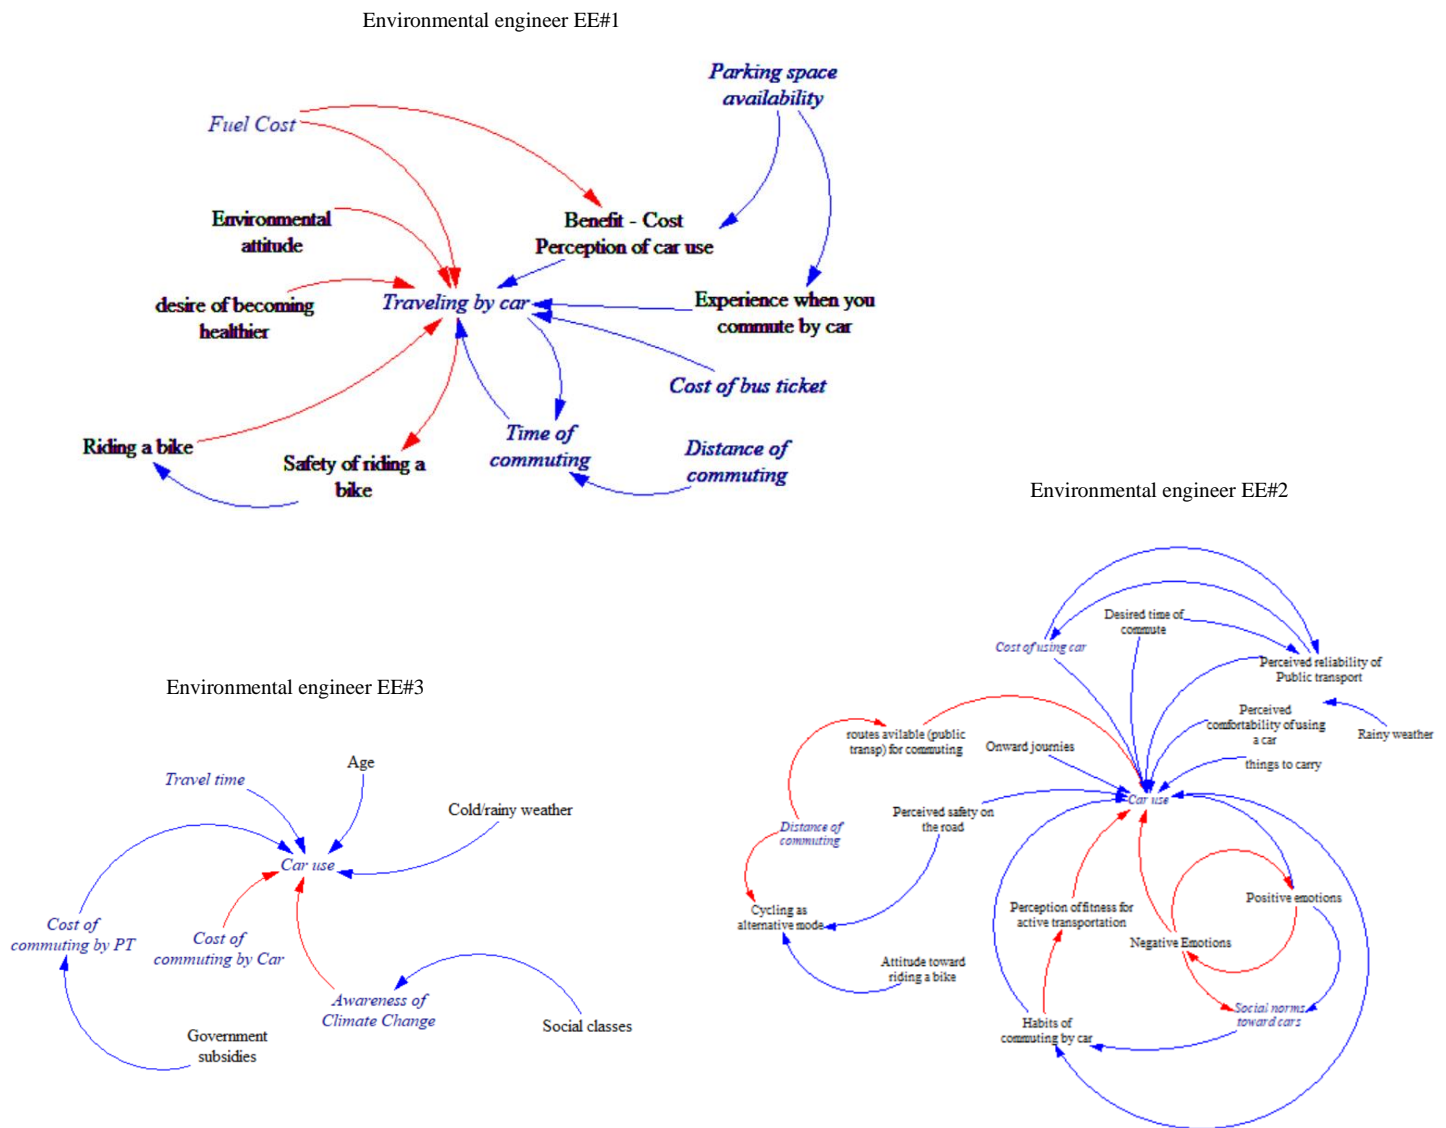 Environmental engineer EE#1
Parking space
availability
Fuel Cost
Environmental
attitude
Benefit - Cost
Perception of car use
desire of becoming
healthier
Traveling by car
Experience when you
commute by car
Cost of bus ticket
Riding a bike
Safety of riding a
bike
Time of
commuting
Distance of
commuting
Environmental engineer EE#2
Desired time of
commute
Cost of using car
Perceived reliability of
Public transport
Perceived
comfortability of using
a car
Rainy weather
routes avilable (public
transp) for commuting
Onward journies
things to carry
Car use
Distance of
commuting
Perceived safety on
the road
Cycling as
alternative mode
Perception of fitness for
active transportation
Positive emotions
Negative Emotions
Attitude toward
riding a bike
Social norms
toward cars
Habits of
commuting by car
Environmental engineer EE#3
Age
Travel time
Cold/rainy weather
Car use
Cost of
commuting by PT
Cost of
commuting by Car
Awareness of
Climate Change
Social classes
Government
subsidies